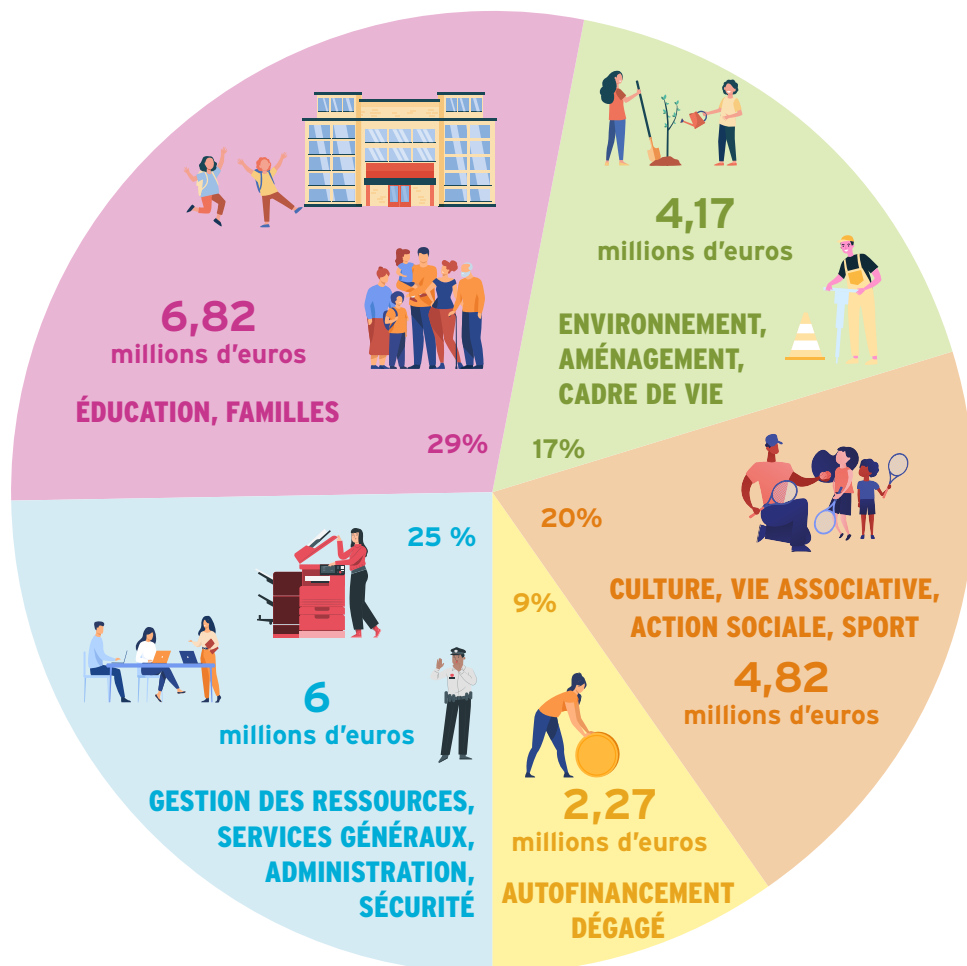 6,82
millions d'euros
ÉDUCATION, FAMILLES
29%
4,17
millions d'euros
ENVIRONNEMENT,
AMÉNAGEMENT,
CADRE DE VIE
17%
20%
CULTURE, VIE ASSOCIATIVE,
ACTION SOCIALE, SPORT
4,82
millions d'euros
9%
2,27
millions d'euros
AUTOFINANCEMENT
DÉGAGÉ
25 %
6
millions d'euros
GESTION DES RESSOURCES,
SERVICES GÉNÉRAUX,
ADMINISTRATION,
SÉCURITÉ